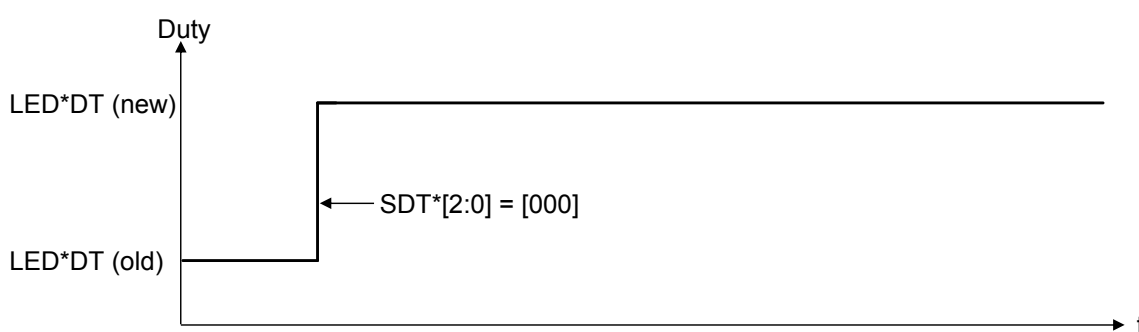 Duty
LED*DT (new)
SDT*[2:0] = [000]
LED*DT (old)
t